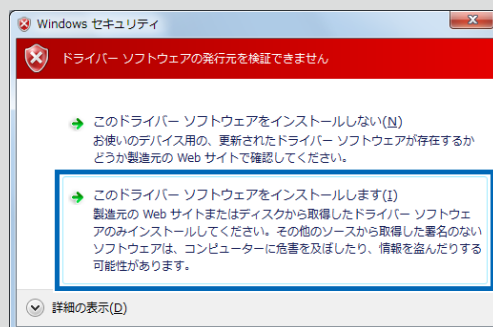 Windows セキュリティ
ドライバー ソフトウェアの発行元を検証できません
このドライバー ソフトウェアをインストールしない(N)
お使いのデバイス用の、更新されたドライバー ソフトウェアが存在するか
どうか製造元の Web サイトで確認してください。
このドライバー ソフトウェアをインストールします(I)
製造元の Web サイトまたはディスクから取得したドライバー ソフトウェ
アのみインストールしてください。その他のソースから取得した署名のない
ソフトウェアは、コンピューターに危害を及ぼしたり、情報を盗んだりする
可能性があります。
詳細の表示(D)